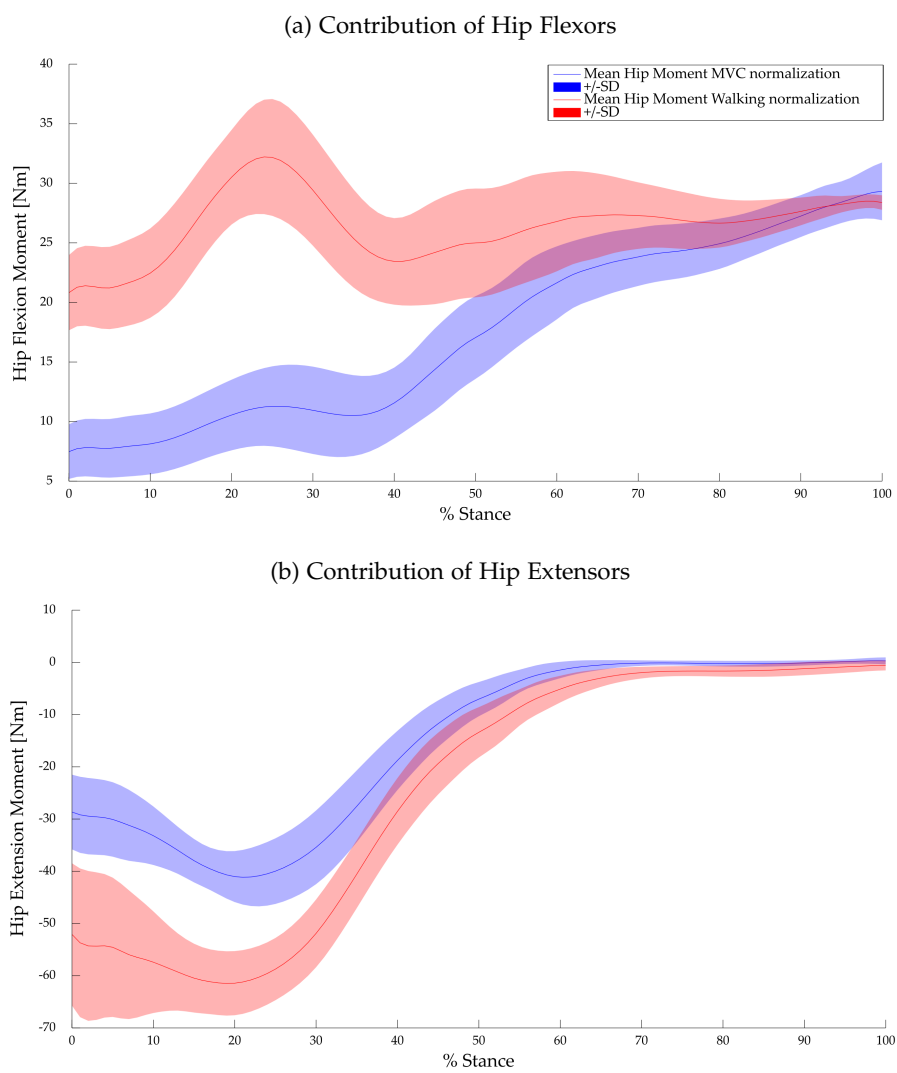 (a) Contribution of Hip Flexors
40
35
30
25
20
15
10
5
Hip Flexion Moment [Nm]
Mean Hip Moment MVC normalization
+/-SD
Mean Hip Moment Walking normalization
+/-SD
0 10 20 30 40 50 60 70 80 90 100
% Stance
(b) Contribution of Hip Extensors
10
0
-10
-20
-30
-40
-50
-60
-70
Hip Extension Moment [Nm]
0 10 20 30 40 50 60 70 80 90 100
% Stance